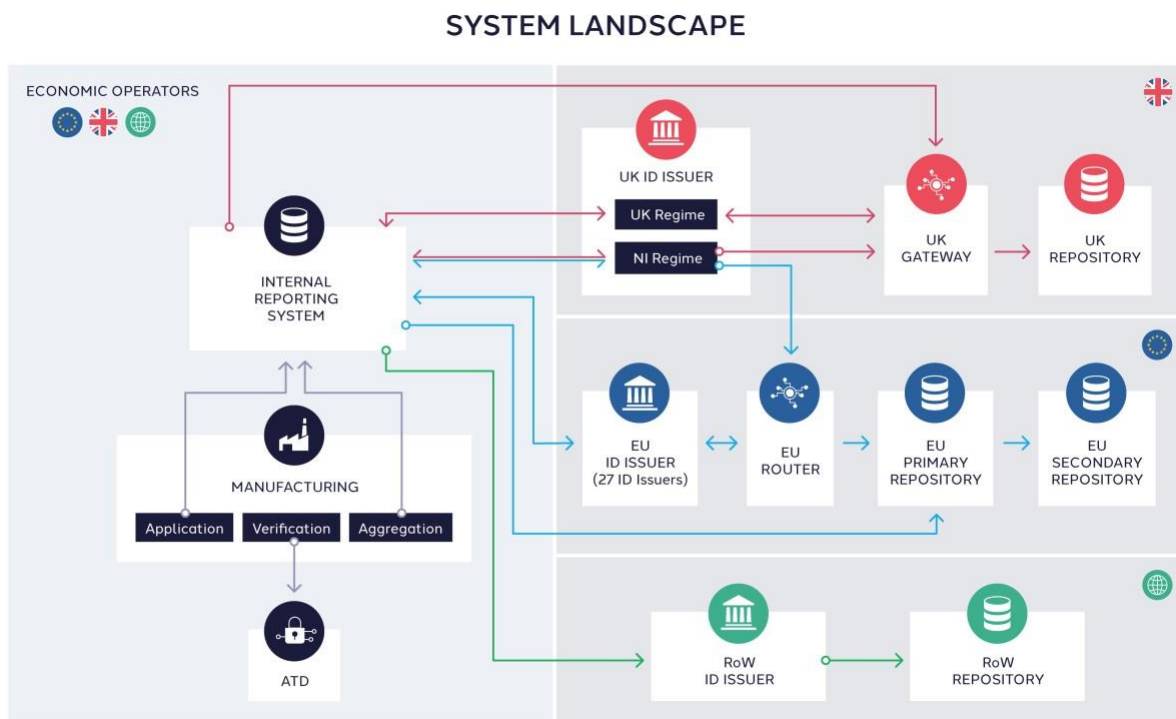 SYSTEM LANDSCAPE
ECONOMIC OPERATORS
INTERNAL
REPORTING
SYSTEM
MANUFACTURING
Application
Verification
Aggregation
ATD
UK ID ISSUER
UK Regime
NI Regime
UK
GATEWAY
UK
REPOSITORY
EU
ID ISSUER
(27 ID Issuers)
EU
ROUTER
EU
PRIMARY
REPOSITORY
EU
SECONDARY
REPOSITORY
RoW
ID ISSUER
RoW
REPOSITORY